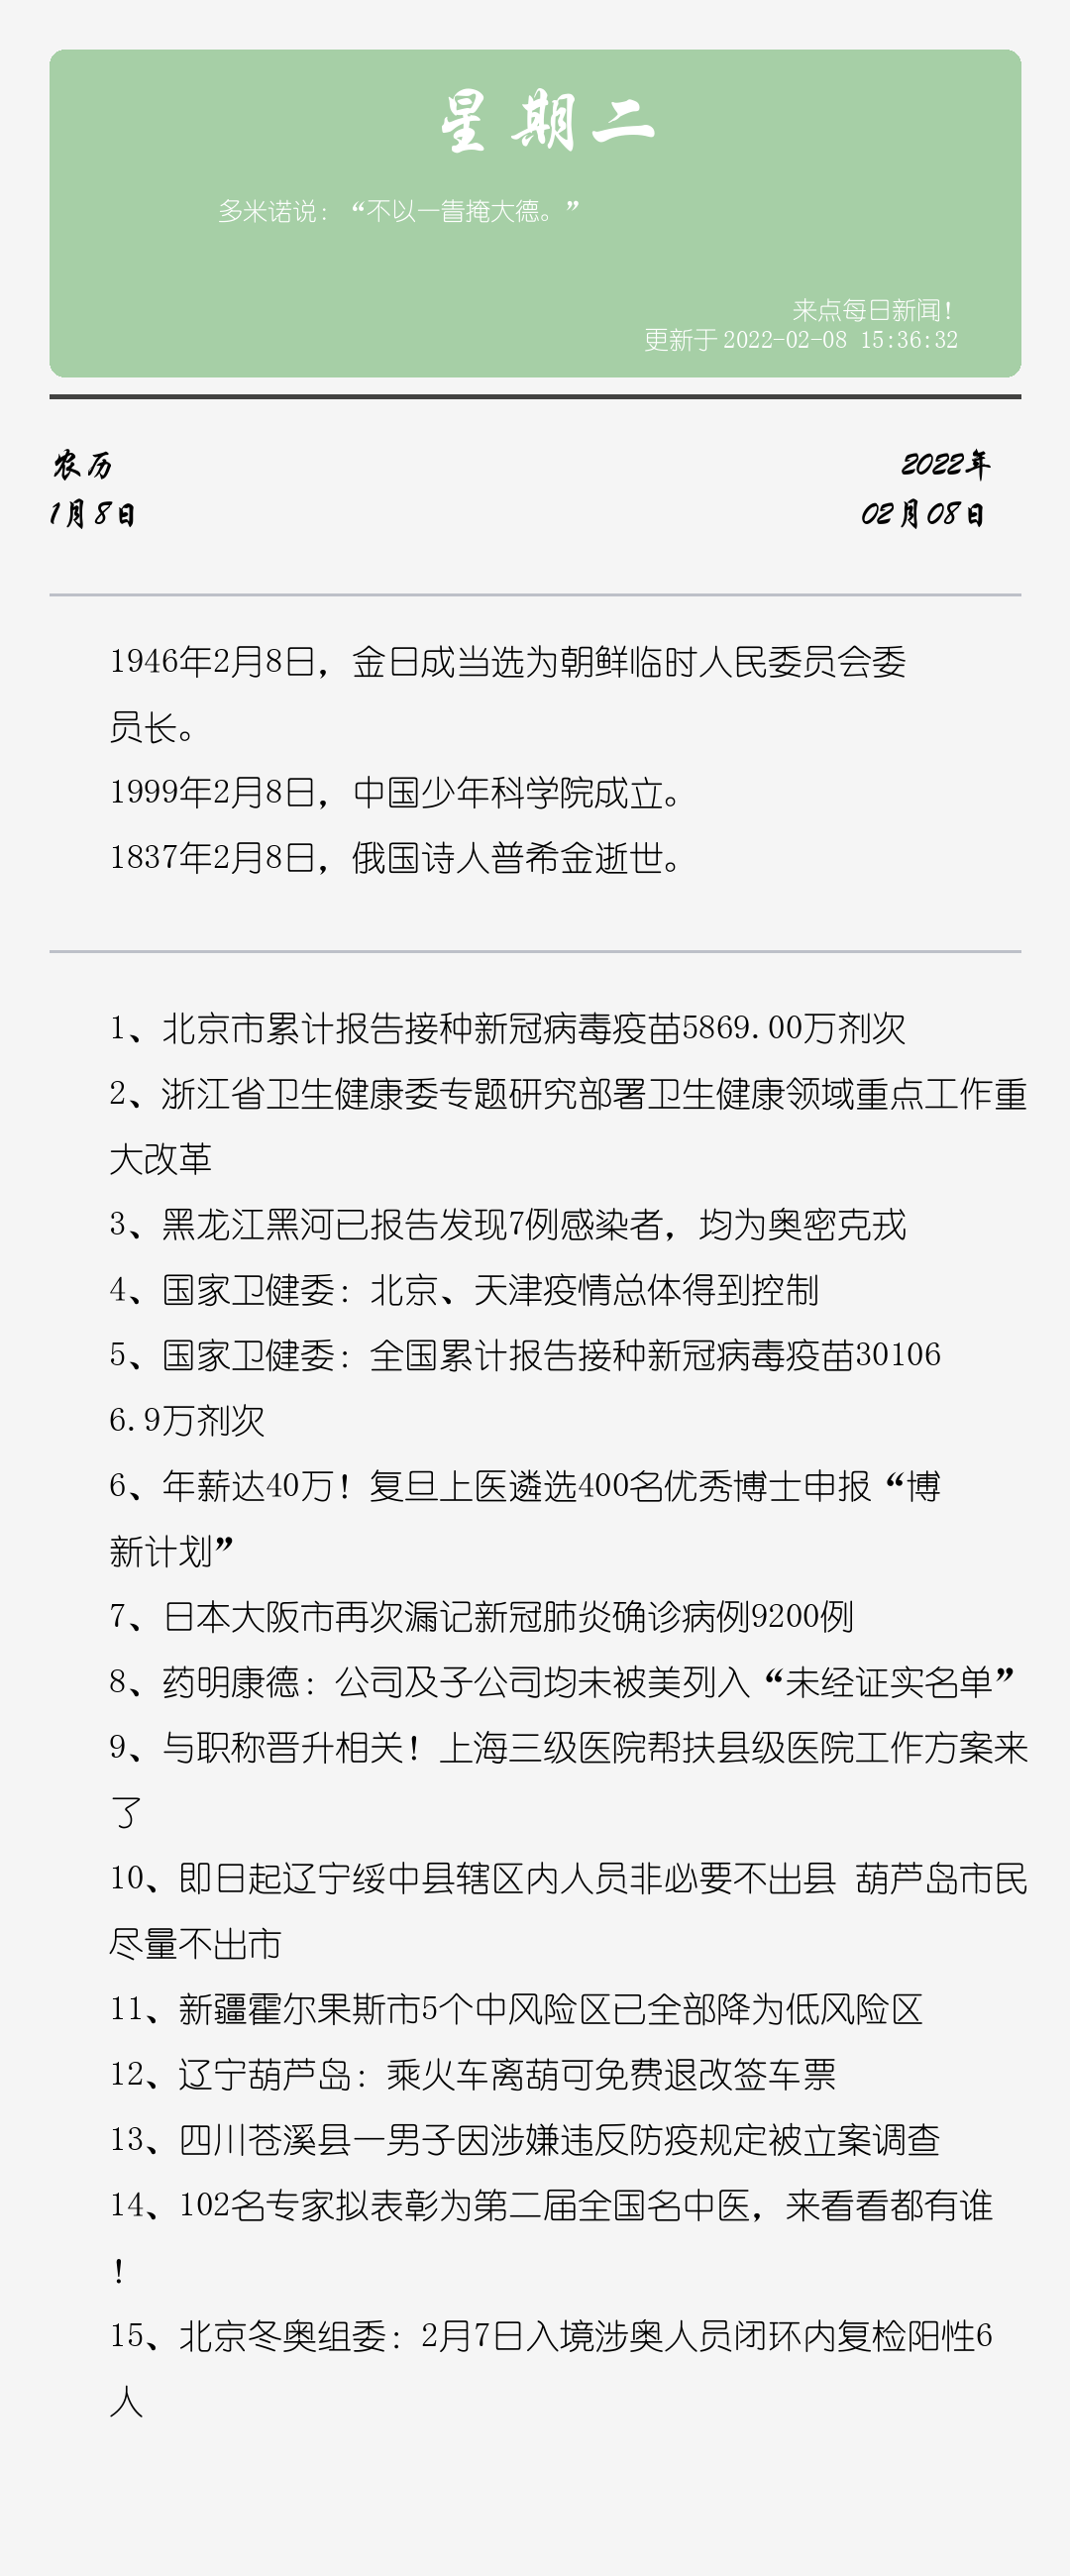 星期二
多米诺说：“不以一眚掩大德。”
来点每日新闻！
更新于 2022-02-08 15:36:32
农历
2022年
1月8日
02月08日
1946年2月8日，金日成当选为朝鲜临时人民委员会委
员长。
1999年2月8日，中国少年科学院成立。
1837年2月8日，俄国诗人普希金逝世。
1、北京市累计报告接种新冠病毒疫苗5869.00万剂次
2、浙江省卫生健康委专题研究部署卫生健康领域重点工作重
大改革
3、黑龙江黑河已报告发现7例感染者，均为奥密克戎
4、国家卫健委：北京、天津疫情总体得到控制
5、国家卫健委：全国累计报告接种新冠病毒疫苗30106
6.9万剂次
6、年薪达40万！复旦上医遴选400名优秀博士申报“博
新计划”
7、日本大阪市再次漏记新冠肺炎确诊病例9200例
8、药明康德：公司及子公司均未被美列入“未经证实名单”
9、与职称晋升相关！上海三级医院帮扶县级医院工作方案来
了
10、即日起辽宁绥中县辖区内人员非必要不出县 葫芦岛市民
尽量不出市
11、新疆霍尔果斯市5个中风险区已全部降为低风险区
12、辽宁葫芦岛：乘火车离葫可免费退改签车票
13、四川苍溪县一男子因涉嫌违反防疫规定被立案调查
14、102名专家拟表彰为第二届全国名中医，来看看都有谁
！
15、北京冬奥组委：2月7日入境涉奥人员闭环内复检阳性6
人